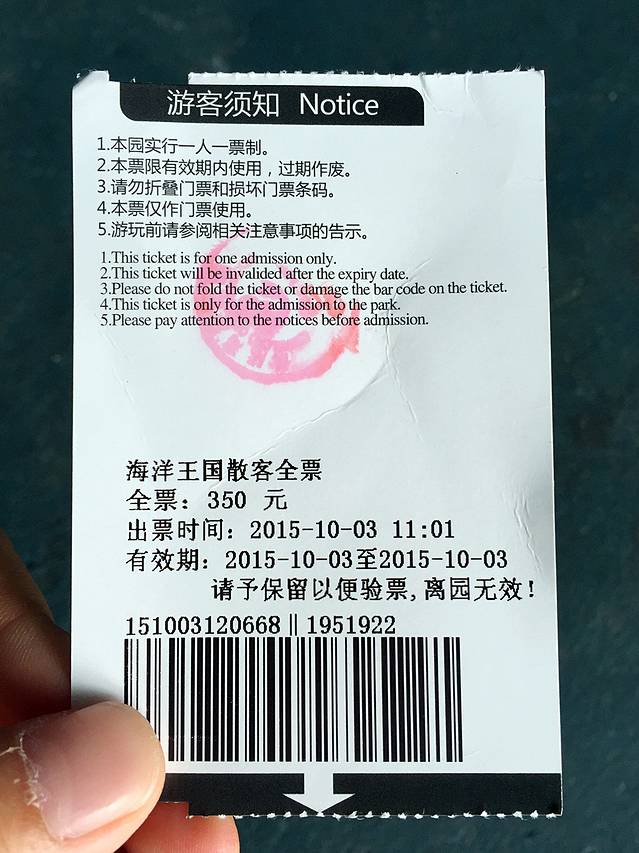 游客须知 Notice
1.本园实行一人一票制。
2.本票限有效期内使用，过期作废。
3.请勿折叠门票和损坏门票条码。
4.本票仅作门票使用。
5.游玩前请参阅相关注意事项的告示。
1.This ticket is for one admission only.
2.This ticket will be invalided after the expiry date.
3.Please do not fold the ticket or damage the bar code on the ticket.
4.This ticket is only for the admission to the park.
5.Please pay attention to the notices before admission.
海洋王国散客全票
全票：350 元
出票时间：2015-10-03 11:01
有效期：2015-10-03至2015-10-03
请予保留以便验票,离园无效！
151003120668‖1951922